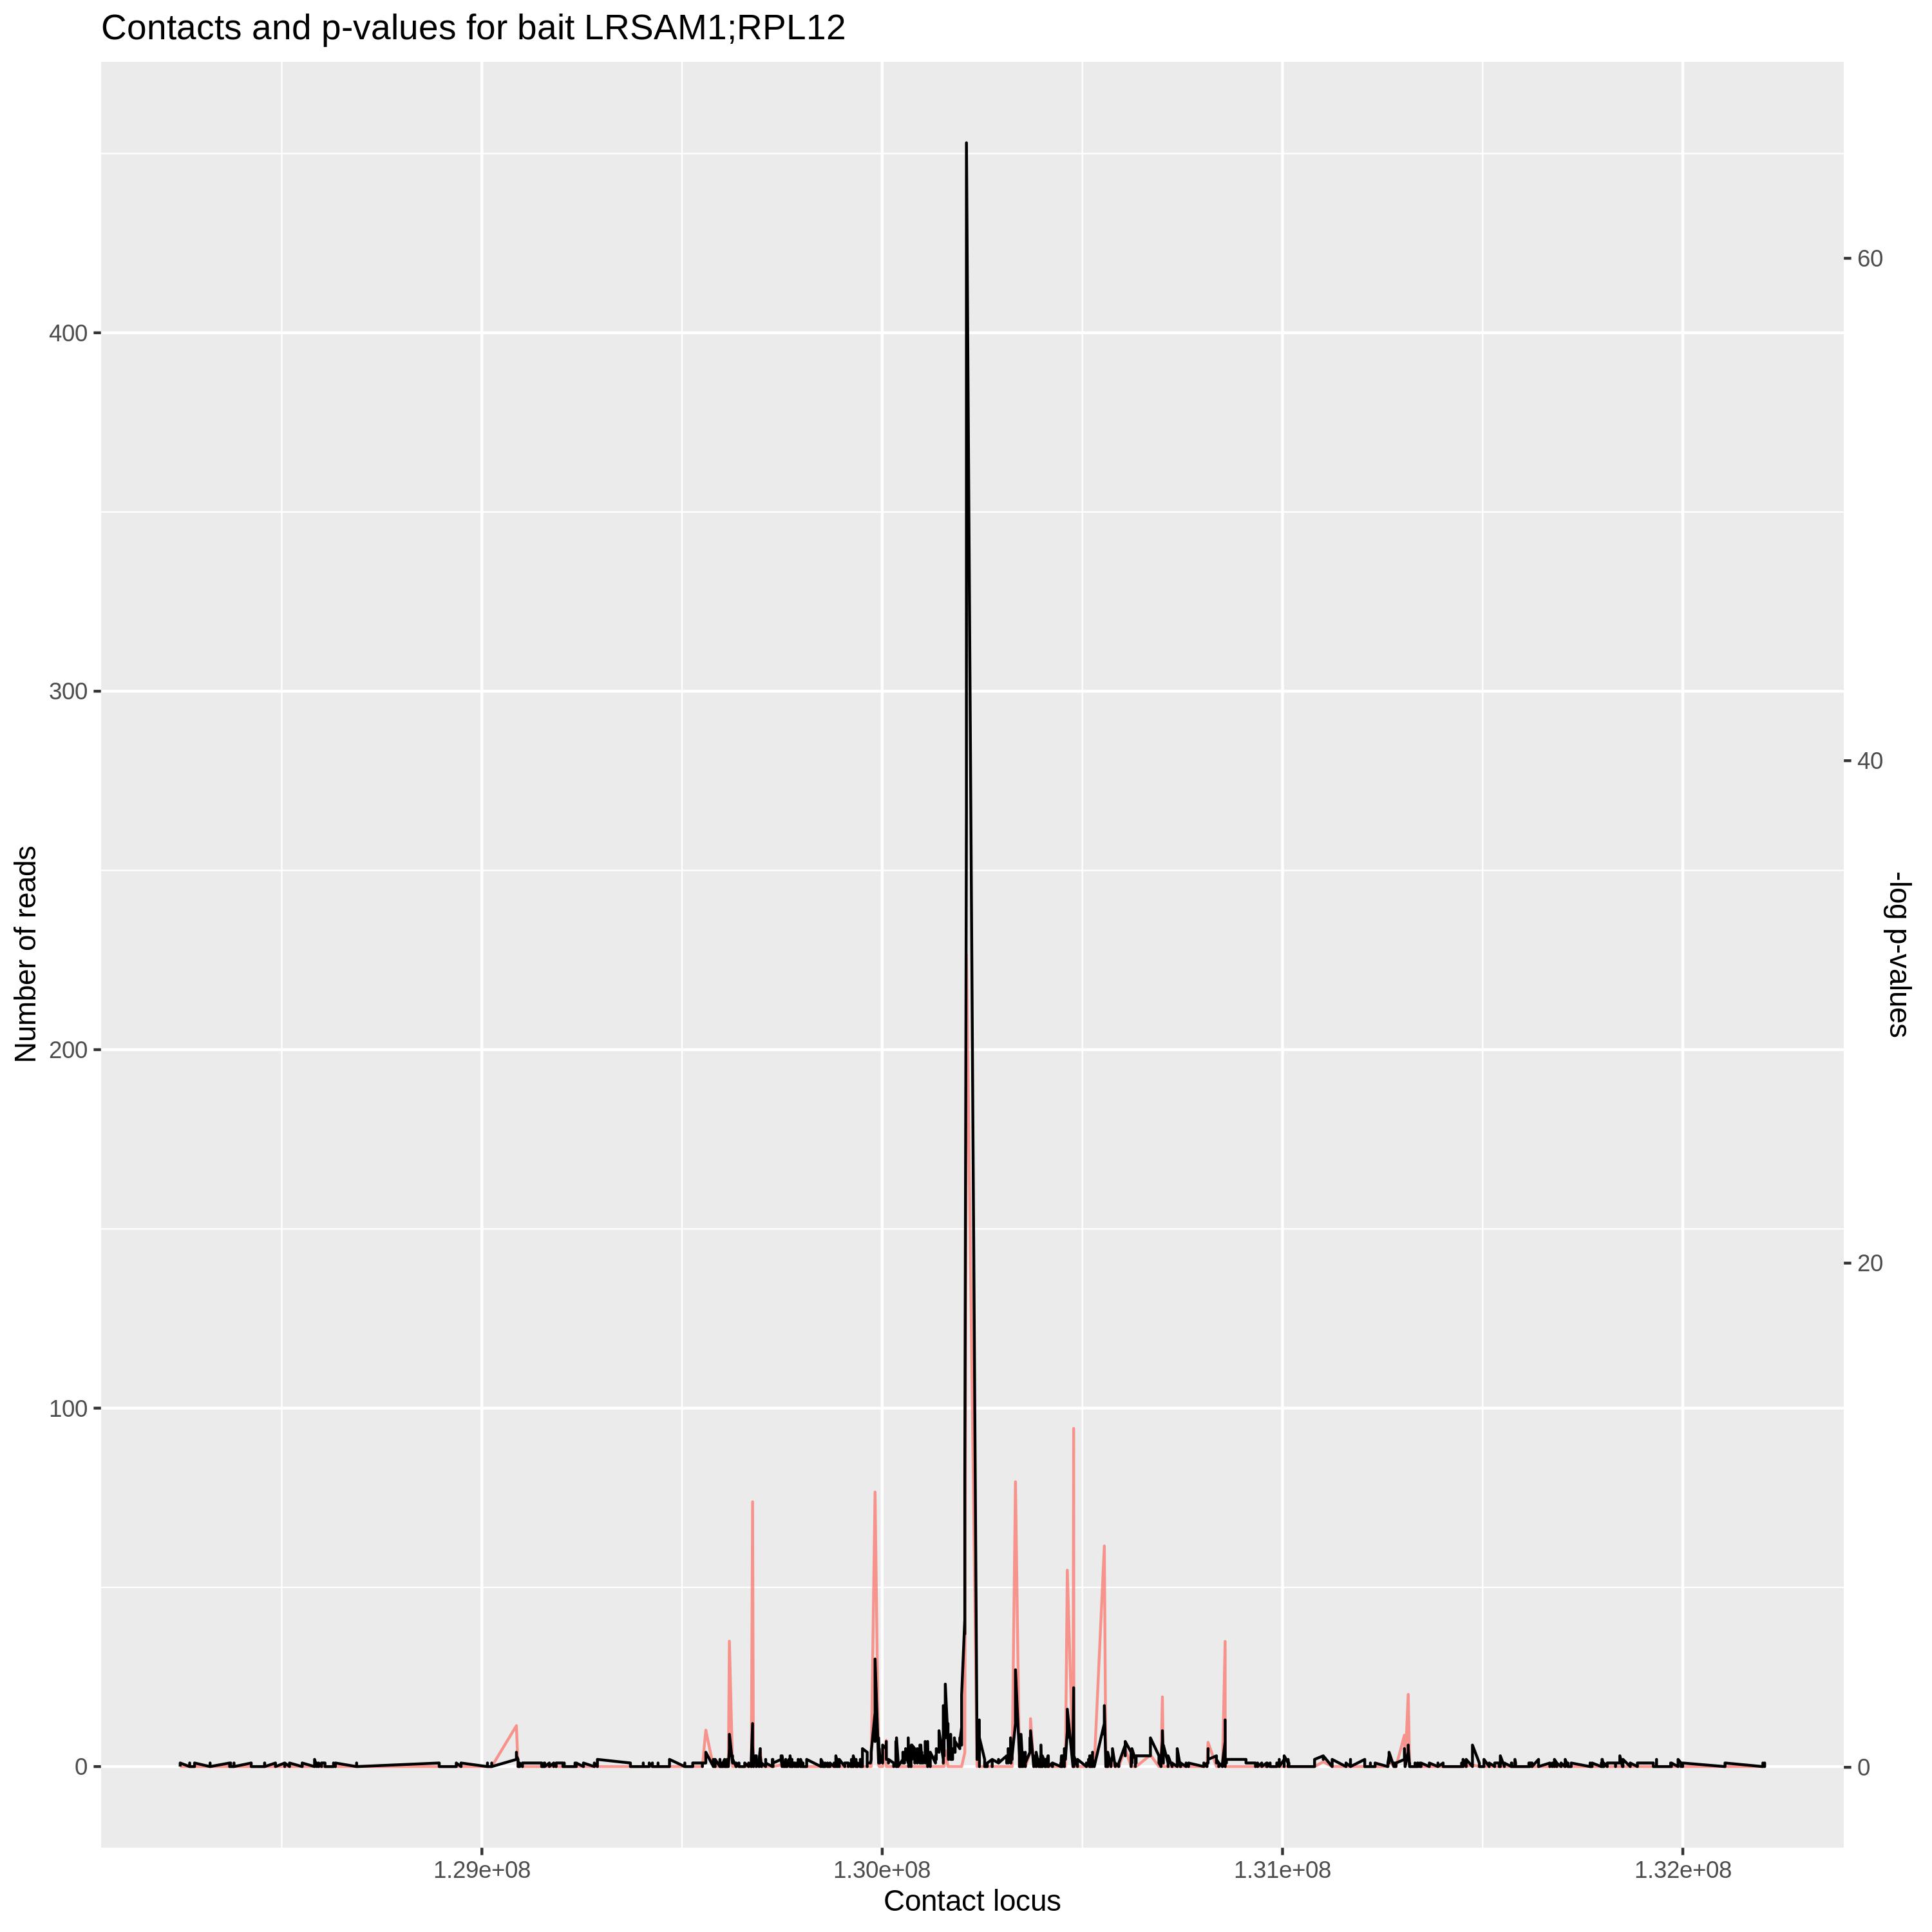 Contacts and p-values for bait LRSAM1;RPL12
Number of reads
400
300
200
100
0
60
40
20
0
-log p-values
1.29e+08
1.30e+08
1.31e+08
1.32e+08
Contact locus